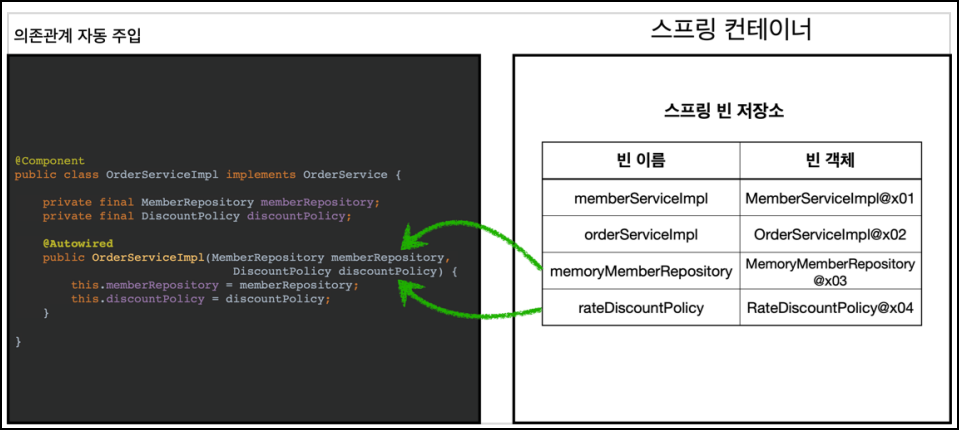 의존관계 자동 주입
@Component
public class OrderServiceImpl implements OrderService {
private final MemberRepository memberRepository;
private final DiscountPolicy discountPolicy;
@Autowired
public OrderServiceImpl(MemberRepository memberRepository,
DiscountPolicy discountPolicy) {
this.memberRepository = memberRepository;
this.discountPolicy = discountPolicy;
}
}
스프링 컨테이너
스프링 빈 저장소
빈 이름 빈 객체
memberServiceImpl MemberServiceImpl@x01
orderServiceImpl OrderServiceImpl@x02
memoryMemberRepository MemoryMemberRepository
@x03
rateDiscountPolicy RateDiscountPolicy@x04